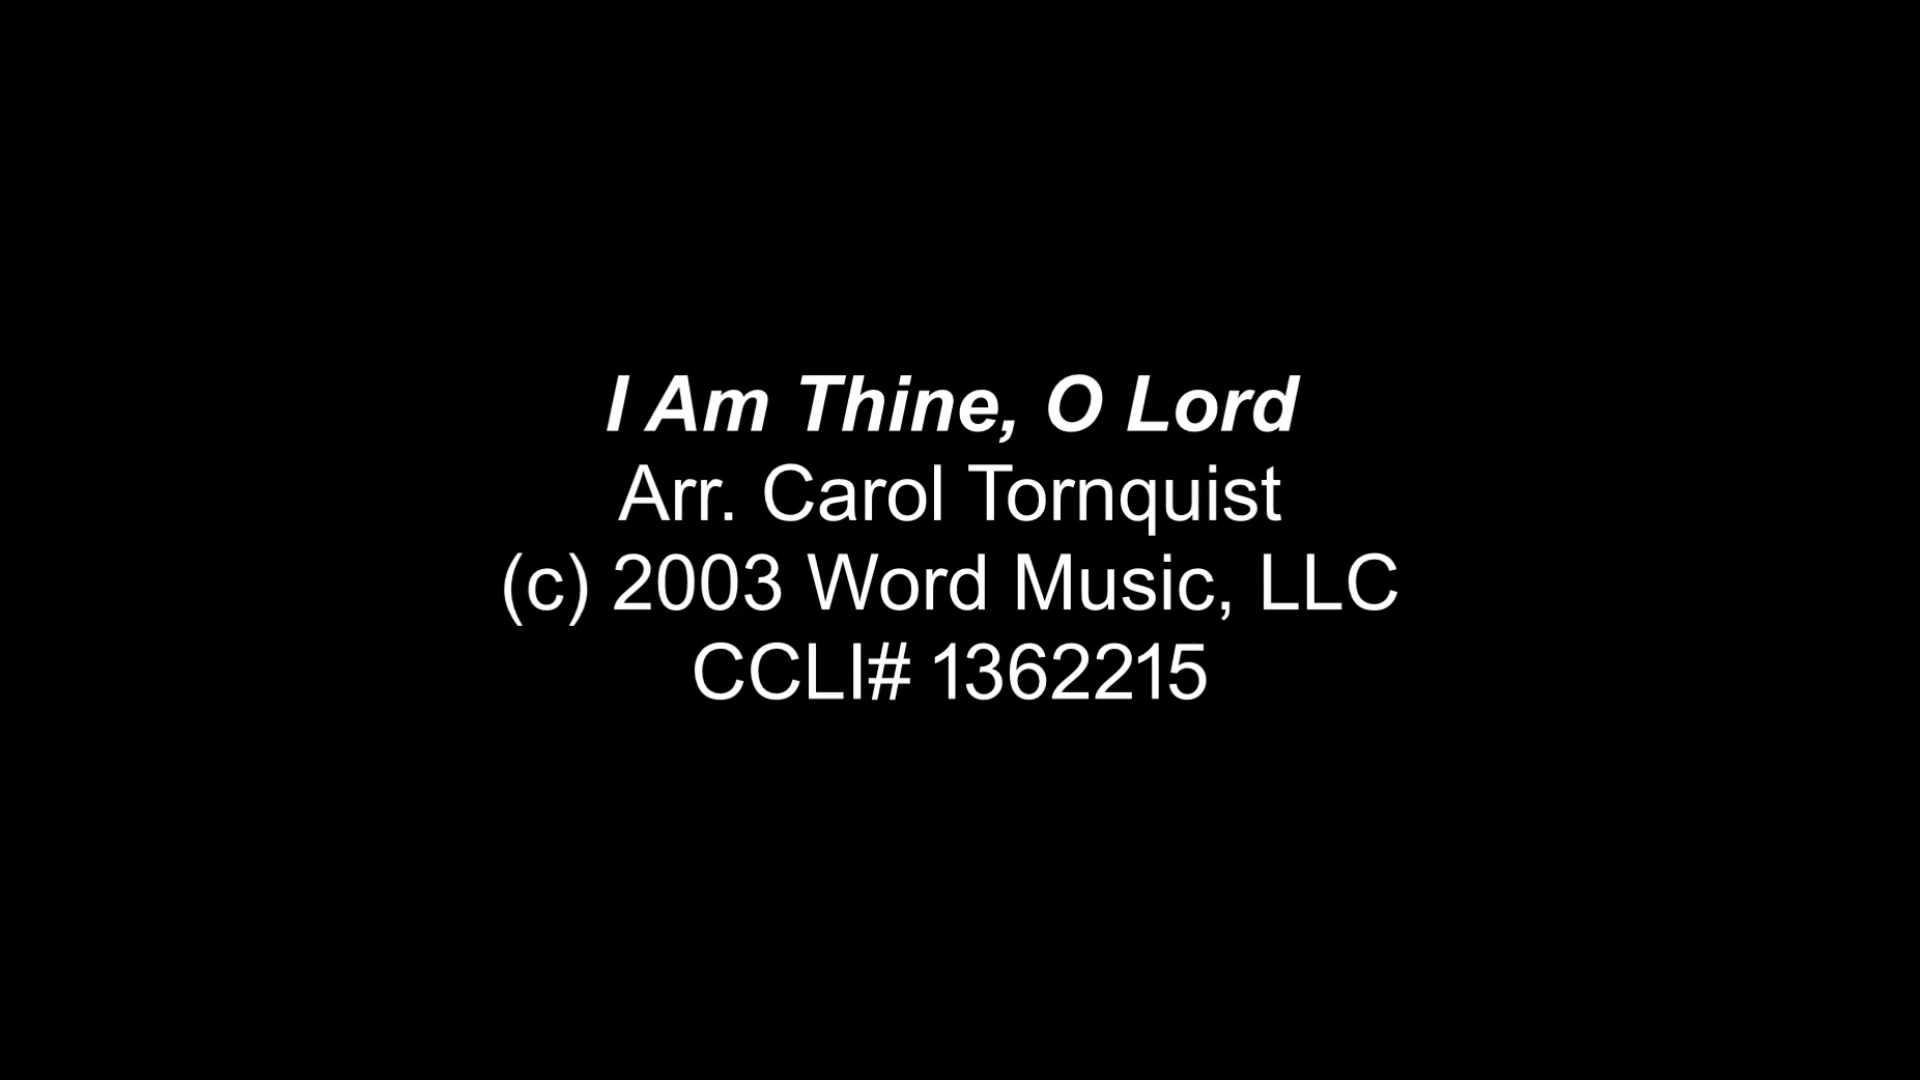 I Am Thine, O Lord
Arr. Carol Tornquist
(c) 2003 Word Music, LLC
CCLI# 1362215